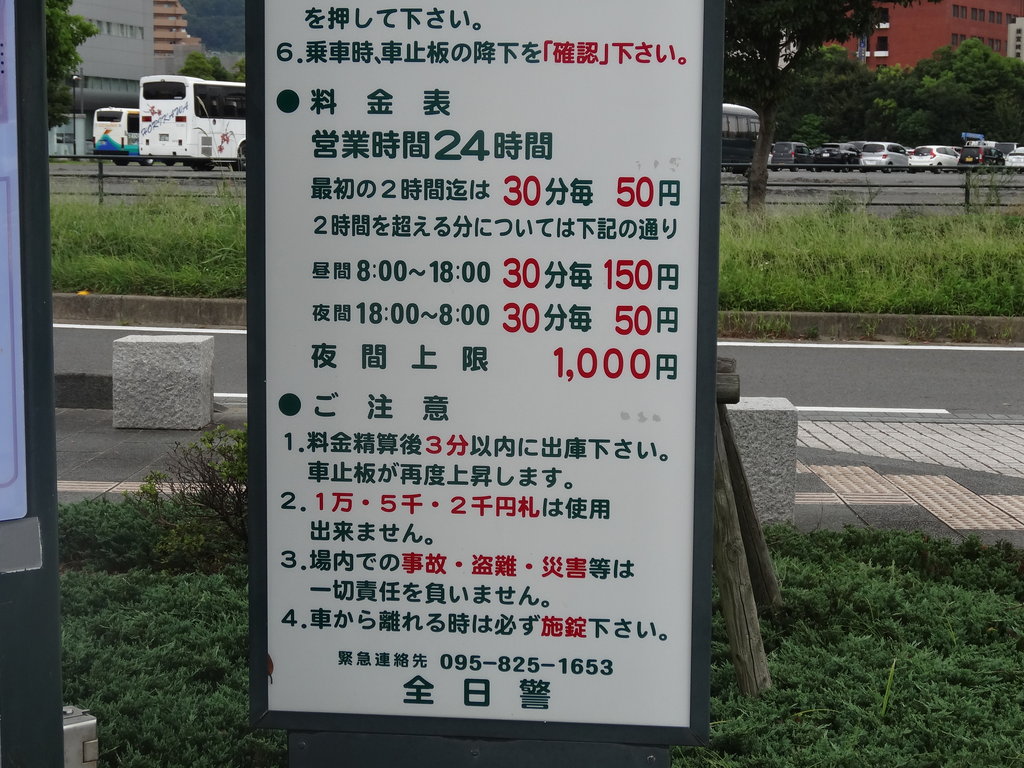 を押して下さい。
6.乗車時、車止板の降下を「確認」下さい。
●料金表
営業時間24時間
最初の2時間迄は 30分毎 50円
2時間を超える分については下記の通り
昼間 8:00~18:00 30分毎 150円
夜間 18:00~8:00 30分毎 50円
夜間上限 1,000円
●ご注意
1.料金精算後3分以内に出庫下さい。
車止板が再度上昇します。
2.1万・5千・2千円札は使用
出来ません。
3.場内での事故・盗難・災害等は
一切責任を負いません。
4.車から離れる時は必ず施錠下さい。
緊急連絡先 095-825-1653
全日警
HORIKAWA